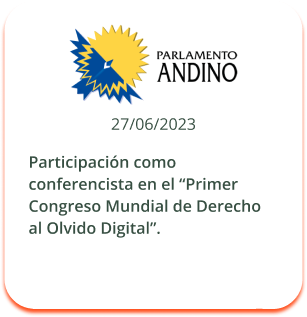 PARLAMENTO
ANDINO
27/06/2023
Participación como
conferencista en el “Primer
Congreso Mundial de Derecho
al Olvido Digital”.